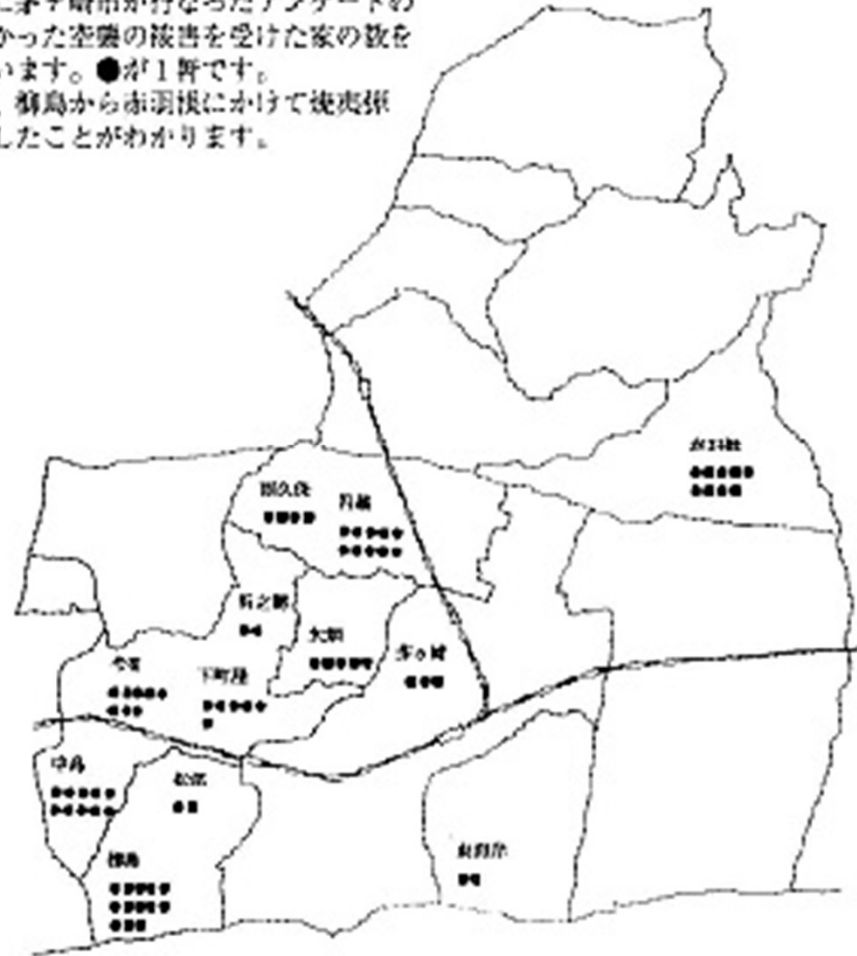 に茅ヶ崎市が行なったアンケートの
かった空襲の被害を受けた家の数を
います。●が1軒です。
柳島から赤羽根にかけて焼夷弾
したことがわかります。
赤羽根
円蔵
西久保
矢畑
茅ヶ崎
今宿
下町屋
中島
松尾
柳島
東海岸